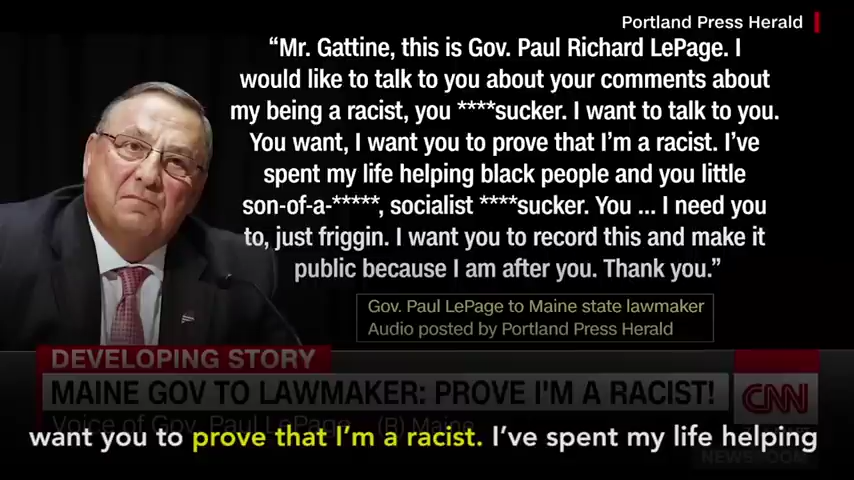 Portland Press Herald
“Mr. Gattine, this is Gov. Paul Richard LePage. I
would like to talk to you about your comments about
my being a racist, you ****sucker. I want to talk to you.
You want, I want you to prove that I’m a racist. I’ve
spent my life helping black people and you little
son-of-a-*****, socialist ****sucker. You ... I need you
to, just friggin. I want you to record this and make it
public because I am after you. Thank you.”
Gov. Paul LePage to Maine state lawmaker
Audio posted by Portland Press Herald
DEVELOPING STORY
MAINE GOV TO LAWMAKER: PROVE I'M A RACIST!
CNN
Voice of Gov. Paul LePage (R) Maine
want you to prove that I’m a racist. I’ve spent my life helping
NEWSROOM